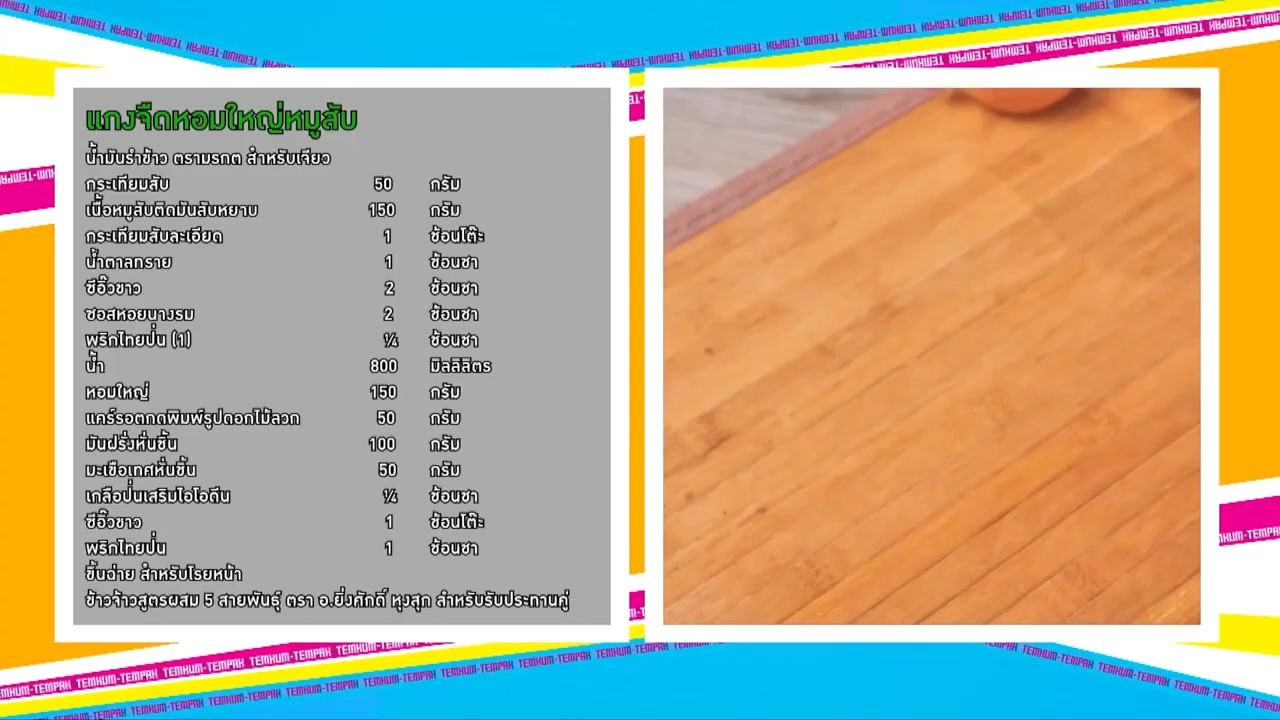 แกงจืดหอมใหญ่หมูสับ
น้ำมันรำข้าว ตรามรกต สำหรับเจียว
กระเทียมสับ 50 กรัม
เนื้อหมูสับติดมันสับหยาบ 150 กรัม
กระเทียมสับละเอียด 1 ช้อนโต๊ะ
น้ำตาลทราย 1 ช้อนชา
ซีอิ๊วขาว 2 ช้อนชา
ซอสหอยนางรม 2 ช้อนชา
พริกไทยป่น (1) ¼ ช้อนชา
น้ำ 800 มิลลิลิตร
หอมใหญ่ 150 กรัม
แคร์รอตกดพิมพ์รูปดอกไม้ลวก 50 กรัม
มันฝรั่งหั่นชิ้น 100 กรัม
มะเขือเทศหั่นชิ้น 50 กรัม
เกลือป่นเสริมไอโอดีน ¼ ช้อนชา
ซีอิ๊วขาว 1 ช้อนโต๊ะ
พริกไทยป่น 1 ช้อนชา
ขึ้นฉ่าย สำหรับโรยหน้า
ข้าวจ้าวสูตรผสม 5 สายพันธุ์ ตรา อ.ยิ่งศักดิ์ หุงสุก สำหรับรับประทานคู่
TEMHUM-TEMPAK TEMHUM-TEMPAK TEMHUM-TEMPAK TEMHUM-TEMPAK